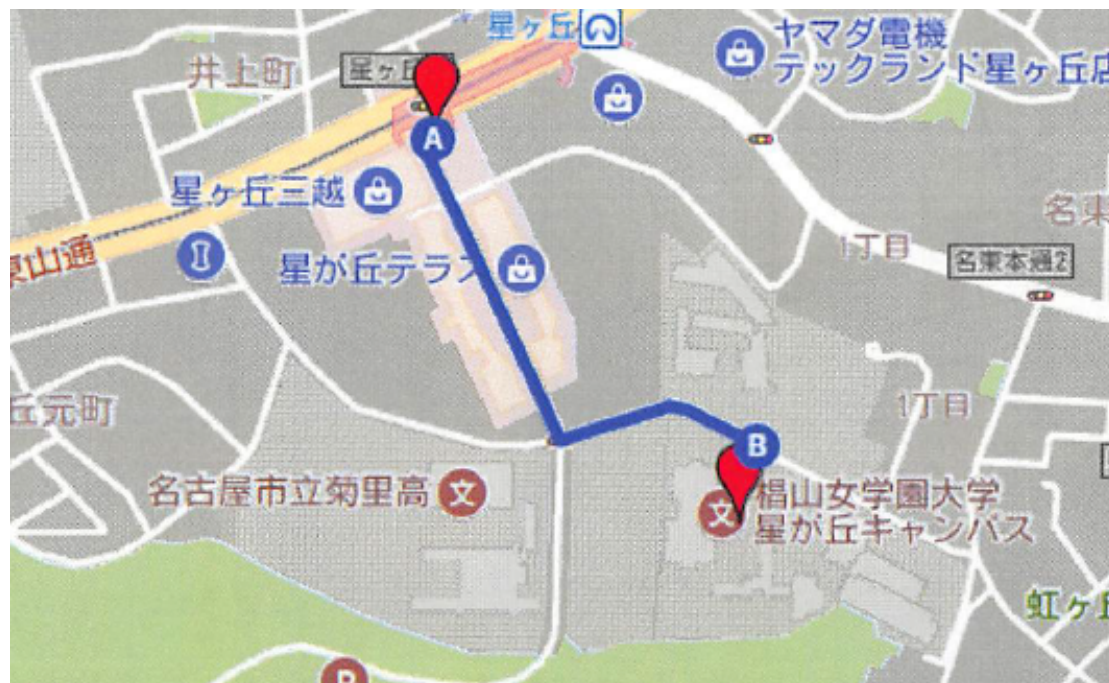 星ヶ丘
ヤマダ電機
テックランド星ヶ丘店
井上町
星ヶ丘
A
星ヶ丘三越
名東
東山通
1丁目
名東本通2
星が丘テラス
丘元町
1丁目
B
名古屋市立菊里高
文
文
椙山女学園大学
星が丘キャンパス
虹ヶ丘
P